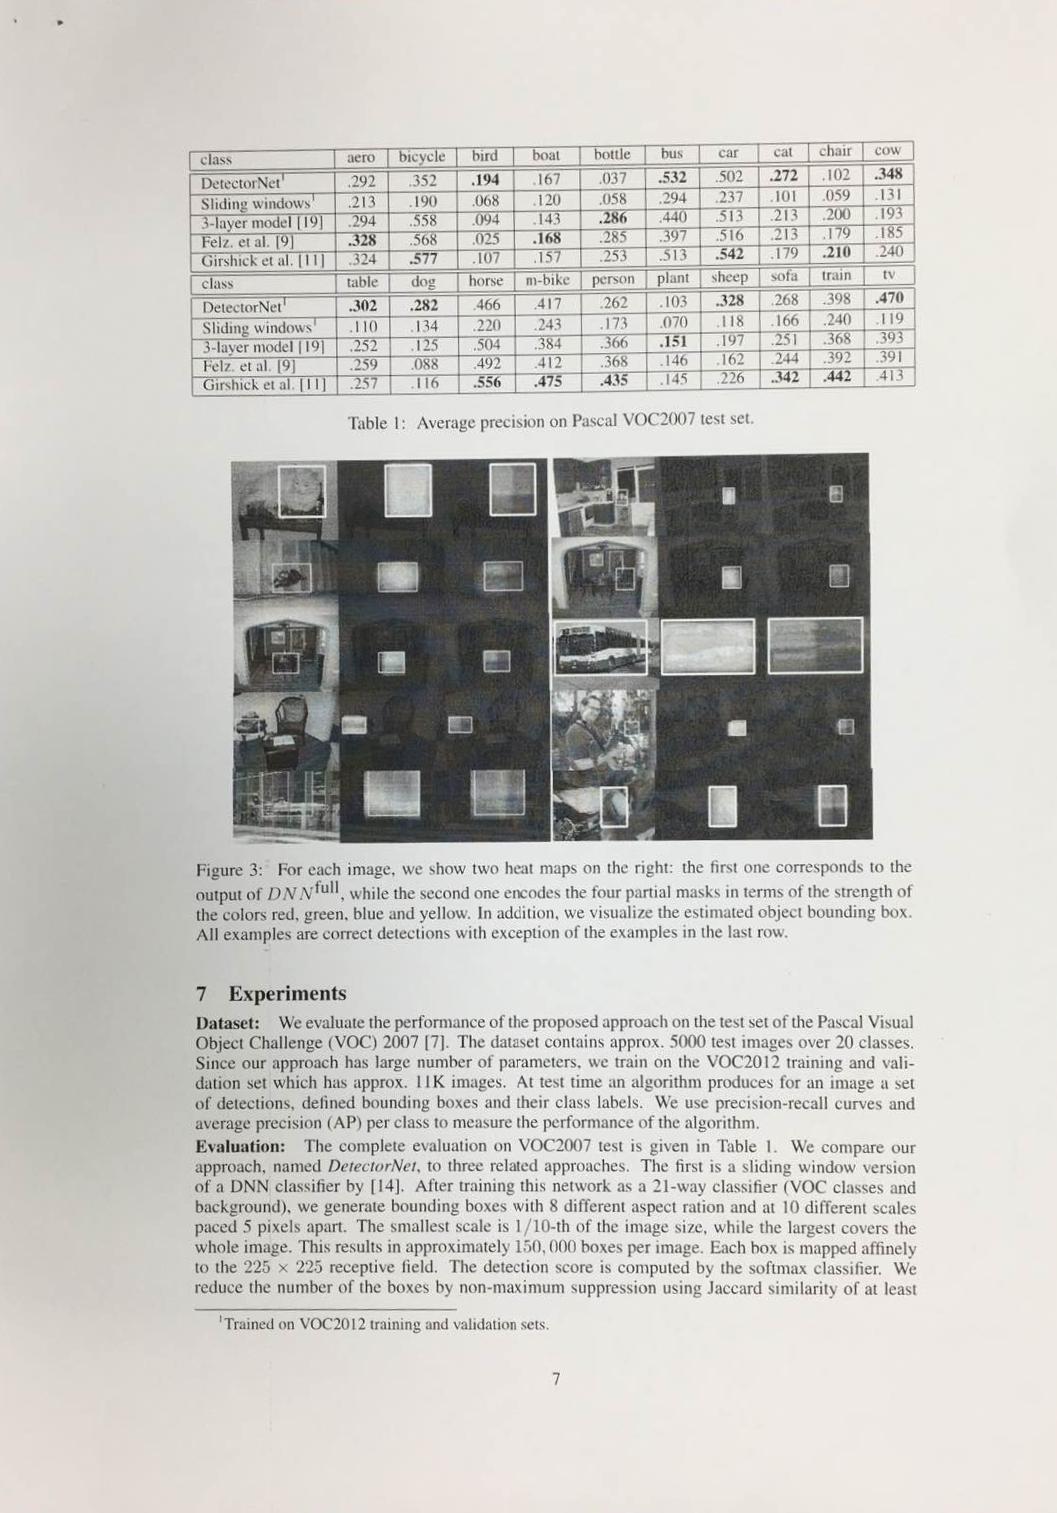 class aero bicycle bird boat bottle bus car cat chair cow
DetectorNet¹ .292 .352 .194 .167 .037 .532 .502 .272 .102 .348
Sliding windows¹ .213 .190 .068 .120 .058 .294 .237 .101 .059 .131
3-layer model [19] .294 .558 .094 .143 .286 .440 .513 .213 .200 .193
Felz. et al. [9] .328 .568 .025 .168 .285 .397 .516 .213 .179 .185
Girshick et al. [11] .324 .577 .107 .157 .253 .513 .542 .179 .210 .240
class table dog horse m-bike person plant sheep sofa train tv
DetectorNet¹ .302 .282 .466 .417 .262 .103 .328 .268 .398 .470
Sliding windows¹ .110 .134 .220 .243 .173 .070 .118 .166 .240 .119
3-layer model [19] .252 .125 .504 .384 .366 .151 .197 .251 .368 .393
Felz. et al. [9] .259 .088 .492 .412 .368 .146 .162 .244 .392 .391
Girshick et al. [11] .257 .116 .556 .475 .435 .145 .226 .342 .442 .413
Table 1: Average precision on Pascal VOC2007 test set.
Figure 3: For each image, we show two heat maps on the right: the first one corresponds to the
output of DNN^full, while the second one encodes the four partial masks in terms of the strength of
the colors red, green, blue and yellow. In addition, we visualize the estimated object bounding box.
All examples are correct detections with exception of the examples in the last row.
7 Experiments
Dataset: We evaluate the performance of the proposed approach on the test set of the Pascal Visual
Object Challenge (VOC) 2007 [7]. The dataset contains approx. 5000 test images over 20 classes.
Since our approach has large number of parameters, we train on the VOC2012 training and vali-
dation set which has approx. 11K images. At test time an algorithm produces for an image a set
of detections, defined bounding boxes and their class labels. We use precision-recall curves and
average precision (AP) per class to measure the performance of the algorithm.
Evaluation: The complete evaluation on VOC2007 test is given in Table 1. We compare our
approach, named DetectorNet, to three related approaches. The first is a sliding window version
of a DNN classifier by [14]. After training this network as a 21-way classifier (VOC classes and
background), we generate bounding boxes with 8 different aspect ration and at 10 different scales
paced 5 pixels apart. The smallest scale is 1/10-th of the image size, while the largest covers the
whole image. This results in approximately 150, 000 boxes per image. Each box is mapped affinely
to the 225 × 225 receptive field. The detection score is computed by the softmax classifier. We
reduce the number of the boxes by non-maximum suppression using Jaccard similarity of at least
¹Trained on VOC2012 training and validation sets.
7